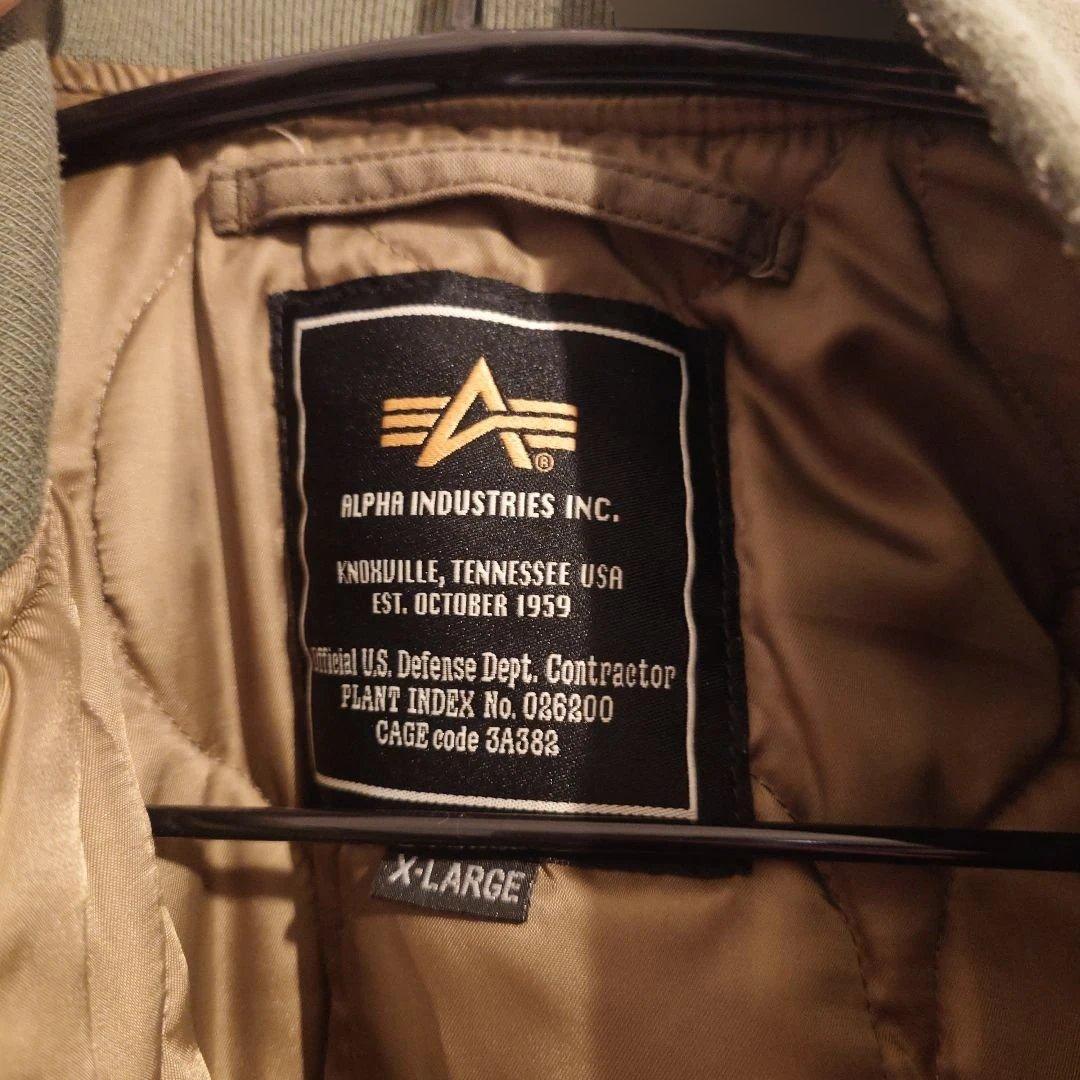 ®
ALPHA INDUSTRIES INC.
KNOXVILLE, TENNESSEE USA
EST. OCTOBER 1959
Official U.S. Defense Dept. Contractor
PLANT INDEX No. 026200
CAGE code 3A382
X-LARGE